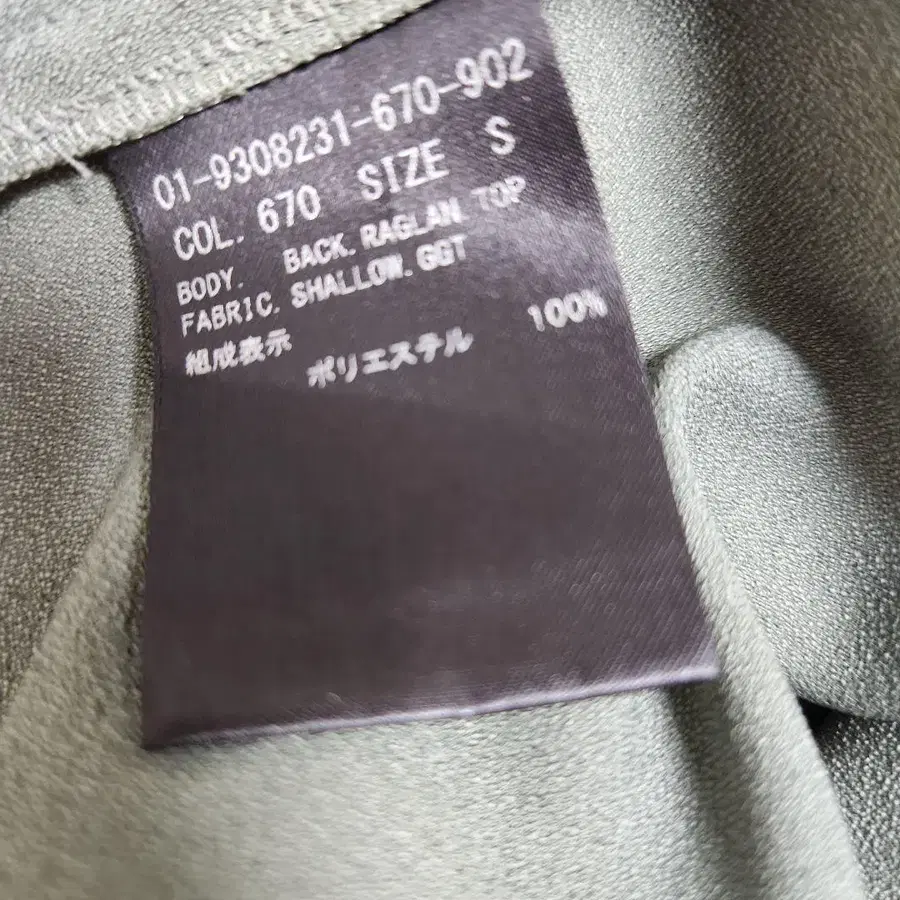 01-9308231-670-902
COL. 670 SIZE S
BODY. BACK. RAGLAN. TOP
FABRIC. SHALLOW. GGT
組成表示
ポリエステル 100%